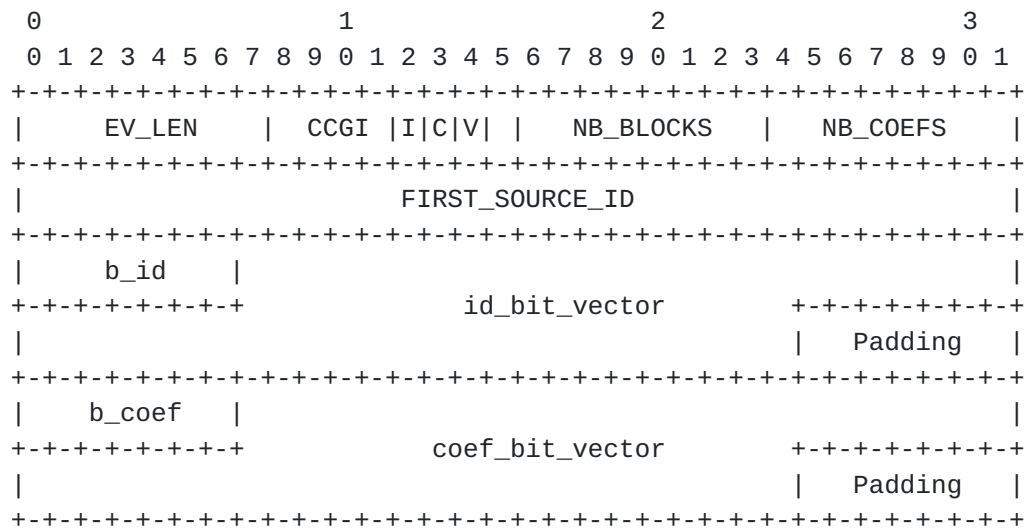 0                   1                   2                   3
 0 1 2 3 4 5 6 7 8 9 0 1 2 3 4 5 6 7 8 9 0 1 2 3 4 5 6 7 8 9 0 1
+-+-+-+-+-+-+-+-+-+-+-+-+-+-+-+-+-+-+-+-+-+-+-+-+-+-+-+-+-+-+-+-+
|     EV_LEN    |  CCGI |I|C|V| |   NB_BLOCKS   |   NB_COEFS    |
+-+-+-+-+-+-+-+-+-+-+-+-+-+-+-+-+-+-+-+-+-+-+-+-+-+-+-+-+-+-+-+-+
|                        FIRST_SOURCE_ID                        |
+-+-+-+-+-+-+-+-+-+-+-+-+-+-+-+-+-+-+-+-+-+-+-+-+-+-+-+-+-+-+-+-+
|     b_id    |                                                 |
+-+-+-+-+-+-+-+              id_bit_vector        +-+-+-+-+-+-+-+
|                                                 |   Padding   |
+-+-+-+-+-+-+-+-+-+-+-+-+-+-+-+-+-+-+-+-+-+-+-+-+-+-+-+-+-+-+-+-+
|    b_coef   |                                                 |
+-+-+-+-+-+-+-+            coef_bit_vector        +-+-+-+-+-+-+-+
|                                                 |   Padding   |
+-+-+-+-+-+-+-+-+-+-+-+-+-+-+-+-+-+-+-+-+-+-+-+-+-+-+-+-+-+-+-+-+